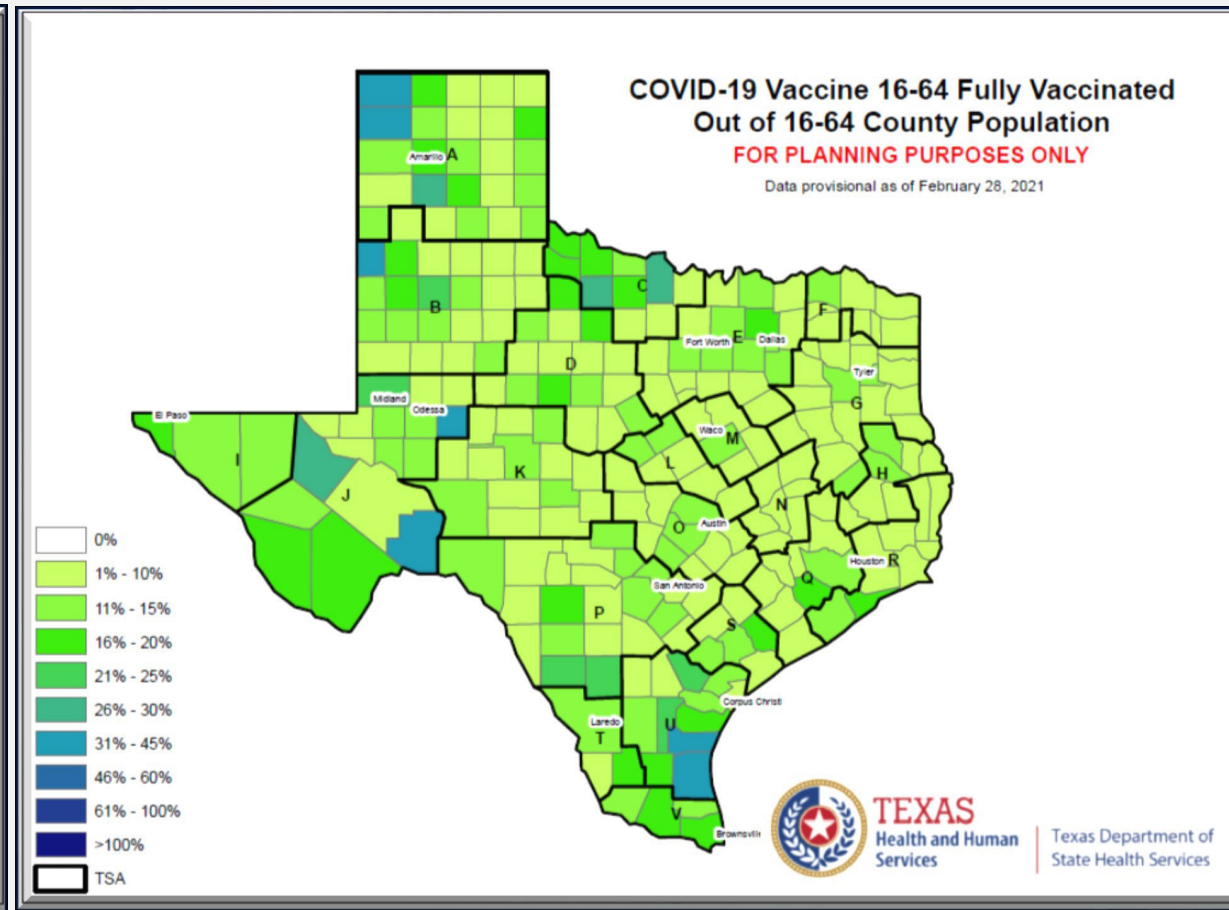 COVID-19 Vaccine 16-64 Fully Vaccinated
Out of 16-64 County Population
FOR PLANNING PURPOSES ONLY
Data provisional as of February 28, 2021
Amarillo A
B
C
Fort Worth E Dallas
F
D
Tyler
G
Midland
Odessa
El Paso
I
J
K
Waco M
L
H
N
O Austin
Houston R
Q
San Antonio
P
S
Corpus Christi
Laredo
T
U
V
Brownsvill
0%
1% - 10%
11% - 15%
16% - 20%
21% - 25%
26% - 30%
31% - 45%
46% - 60%
61% - 100%
>100%
TSA
TEXAS
Health and Human
Services
Texas Department of
State Health Services